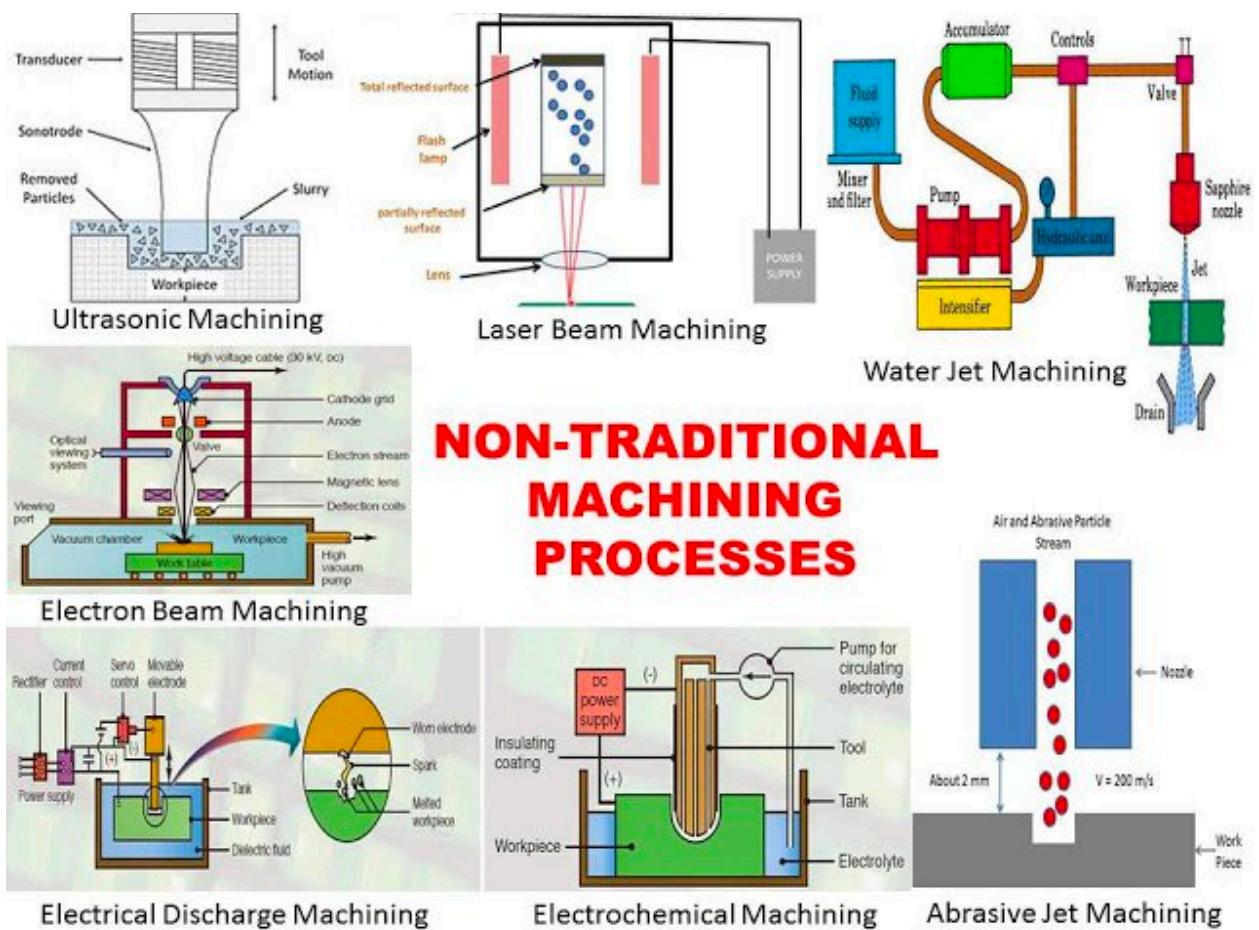 Transducer
Tool
Motion
Sonotrode
Removed
Particles
Slurry
Workpiece
Ultrasonic Machining
Total reflected surface
Flash
lamp
partially reflected
surface
Lens
POWER
SUPPLY
Laser Beam Machining
Accumulator
Controls
Fluid
supply
Valve
Mixer
and filter
Pump
Sapphire
nozzle
Hydraulicunn
Jet
Workpiece
Intensifier
Drain
Water Jet Machining
High voltage cable (30 kV, dc)
Cathode grid
Anode
Valve
Optical
viewing
system
Electron stream
Magnetic lens
Deflection coils
Viewing
port
Vacuum chamber
Workpiece
Work table
High
vacuum
pump
Electron Beam Machining
NON-TRADITIONAL
MACHINING
PROCESSES
Rectifier
Current
control
Servo
control
Movable
electrode
(-)
(+)
Power supply
Tank
Workpiece
Dielectric fluid
Worn electrode
Spark
Melted
workpiece
Electrical Discharge Machining
Pump for
circulating
electrolyte
(-)
DC
power
supply
Insulating
coating
(+)
Tool
Tank
Workpiece
Electrolyte
Electrochemical Machining
Air and Abrasive Particle
Stream
Nozzle
About 2 mm
V = 200 m/s
Work
Piece
Abrasive Jet Machining